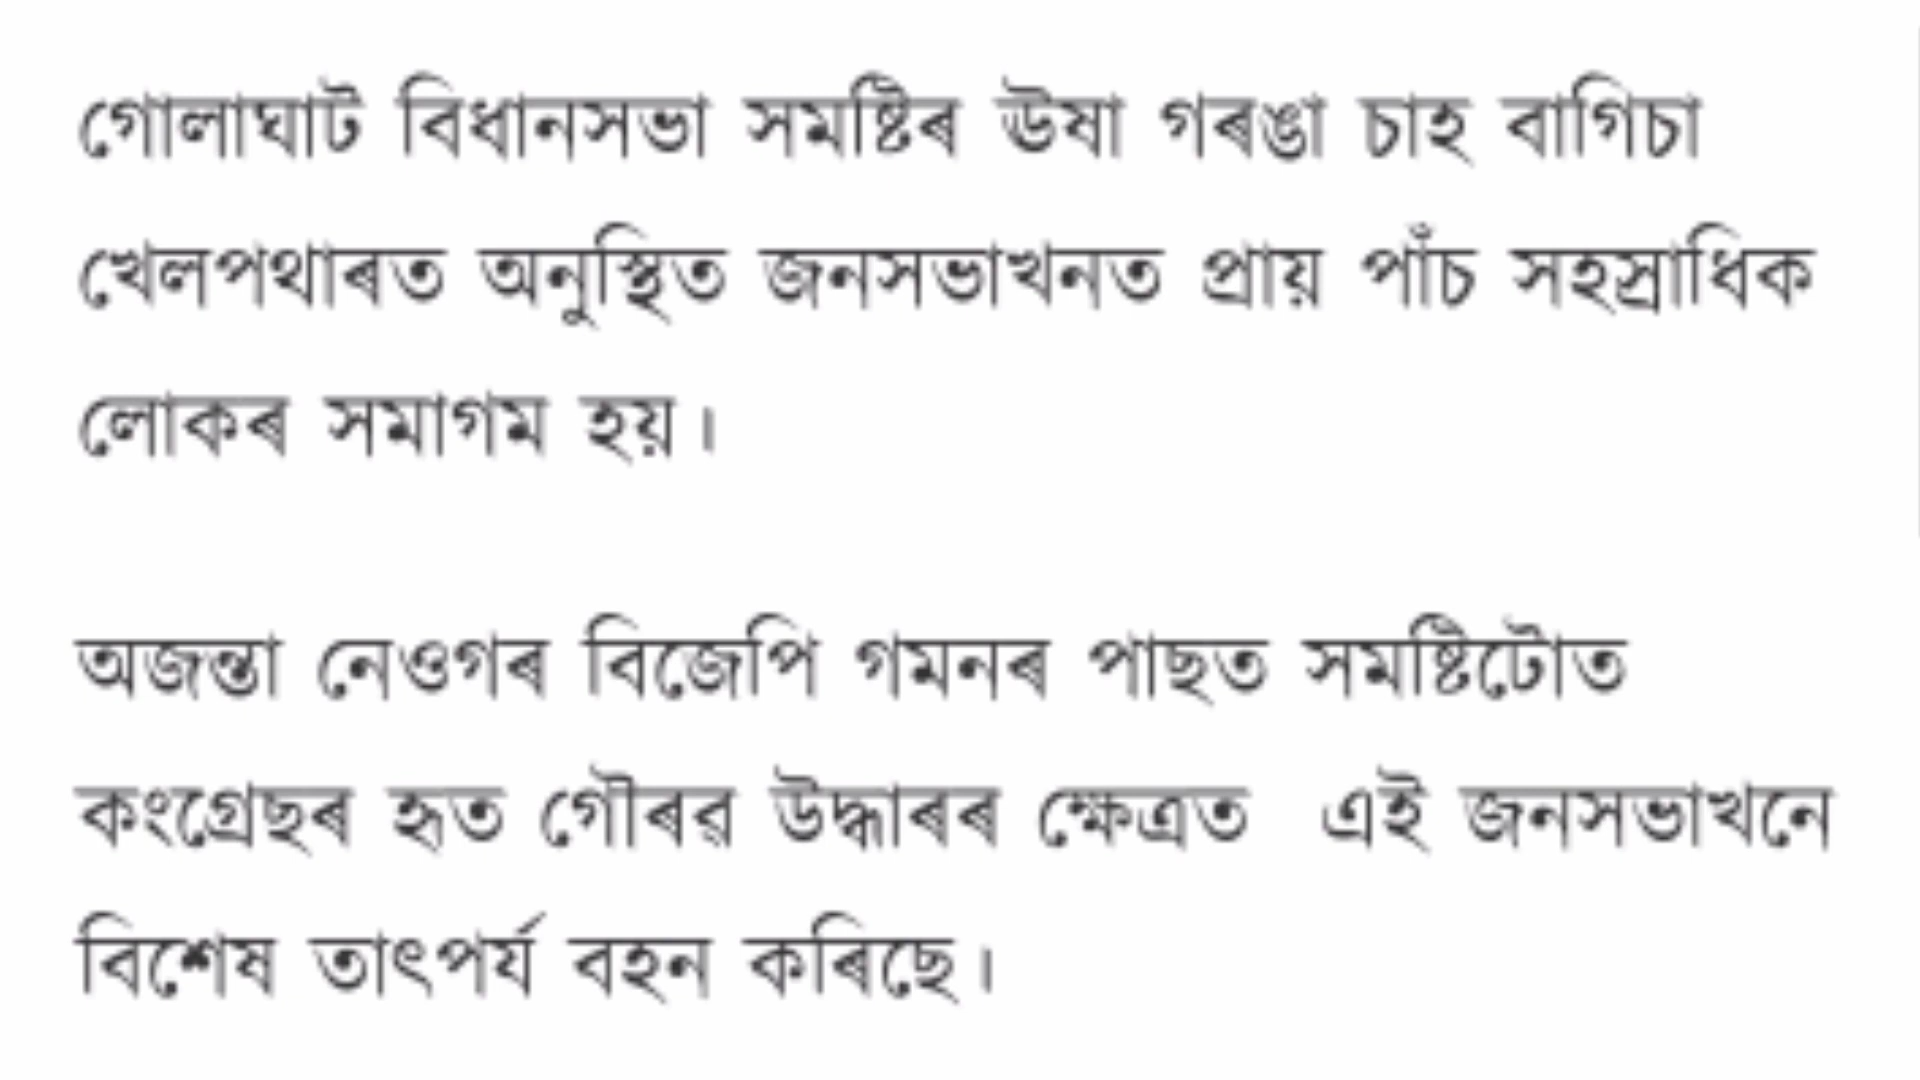 গোলাঘাট বিধানসভা সমষ্টিৰ ঊষা গৰঙা চাহ বাগিচা
খেলপথাৰত অনুস্থিত জনসভাখনত প্ৰায় পাঁচ সহস্ৰাধিক
লোকৰ সমাগম হয়।
অজন্তা নেওগৰ বিজেপি গমনৰ পাছত সমষ্টিটোত
কংগ্ৰেছৰ হৃত গৌৰৱ উদ্ধাৰৰ ক্ষেত্ৰত এই জনসভাখনে
বিশেষ তাৎপৰ্য বহন কৰিছে।